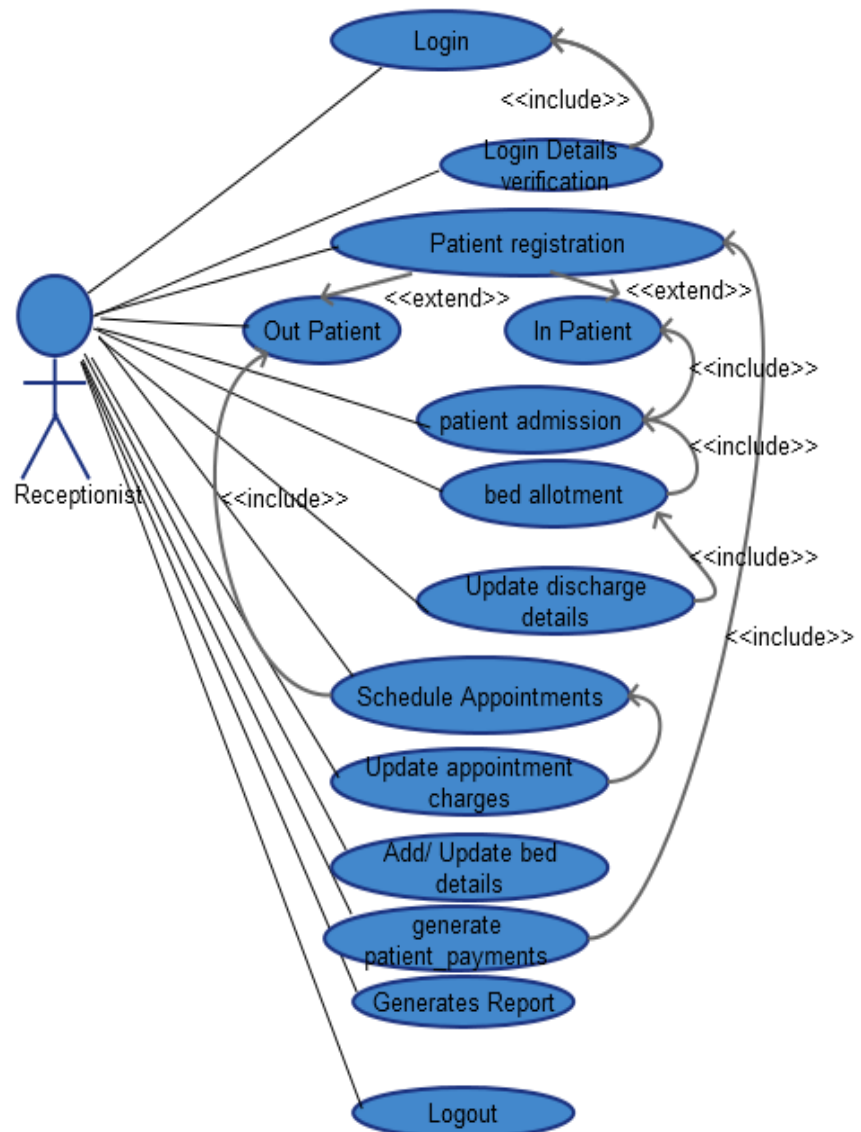 Login
<<include>>
Login Details
verification
Patient registration
<<extend>>
<<extend>>
Out Patient
In Patient
<<include>>
patient admission
<<include>>
bed allotment
Receptionist
<<include>>
<<include>>
Update discharge
details
<<include>>
Schedule Appointments
Update appointment
charges
Add/ Update bed
details
generate
patient_payments
Generates Report
Logout